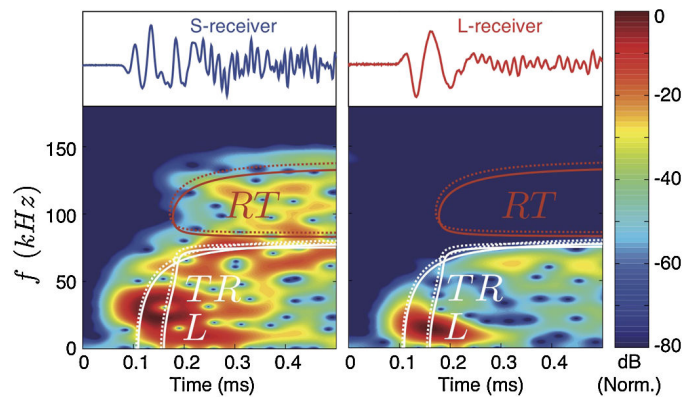 S-receiver
L-receiver
0
-20
-40
-60
-80
dB
(Norm.)
f (kHz)
150
100
50
0
RT
TR
L
RT
TR
L
0 0.1 0.2 0.3 0.4
0 0.1 0.2 0.3 0.4
Time (ms)
Time (ms)